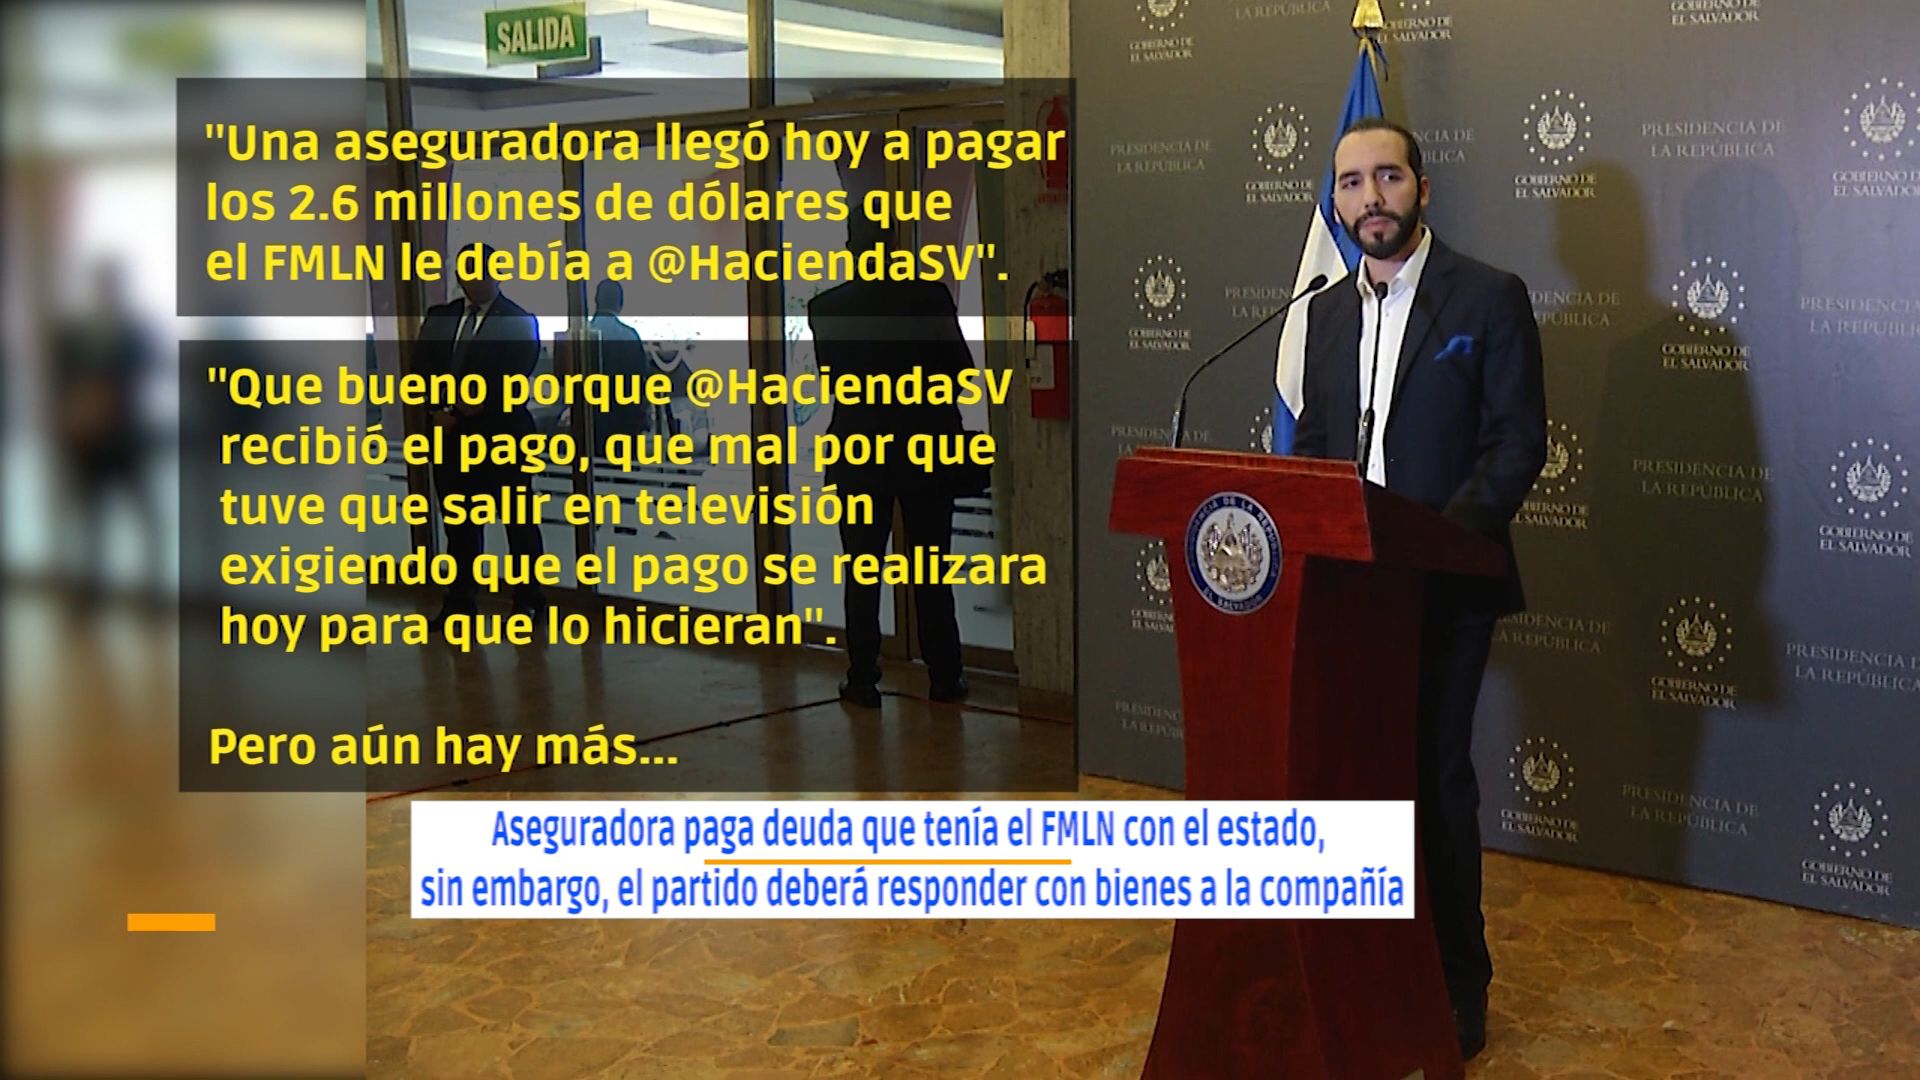 SALIDA
"Una aseguradora llegó hoy a pagar
los 2.6 millones de dólares que
el FMLN le debía a @HaciendaSV".
"Que bueno porque @HaciendaSV
recibió el pago, que mal por que
tuve que salir en televisión
exigiendo que el pago se realizara
hoy para que lo hicieran".
Pero aún hay más...
Aseguradora paga deuda que tenía el FMLN con el estado,
sin embargo, el partido deberá responder con bienes a la compañía
GOBIERNO DE
EL SALVADOR
PRESIDENCIA DE
LA REPÚBLICA